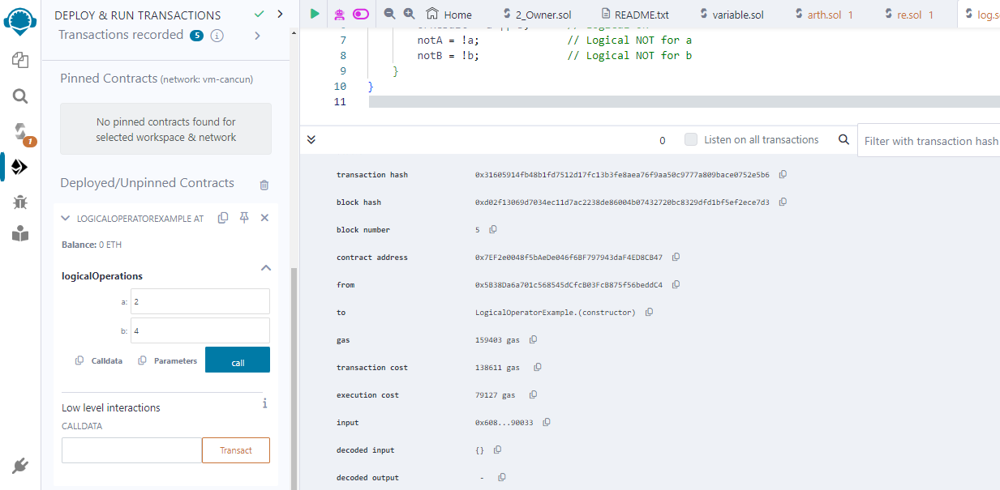 DEPLOY & RUN TRANSACTIONS
Transactions recorded 5 i
Pinned Contracts (network: vm-cancun)
No pinned contracts found for
selected workspace & network
1
Deployed/Unpinned Contracts
LOGICALOPERATOREXAMPLE AT
Balance: 0 ETH
logicalOperations
a: 2
b: 4
Calldata Parameters call
Low level interactions i
CALLDATA
Transact
Home 2_Owner.sol README.txt variable.sol arth.sol 1 re.sol 1 log.s
7 notA = !a; // Logical NOT for a
8 notB = !b; // Logical NOT for b
9 }
10 }
11
0 Listen on all transactions Filter with transaction hash
transaction hash 0x31605914fb48b1fd7512d17fc13b3fe8aea76f9aa50c9777a809bace0752e5b6
block hash 0xd02f13069d7034ec11d7ac2238de86004b07432720bc8329dfd1bf5ef2ece7d3
block number 5
contract address 0x7EF2e0048f5bAeDe046f6BF797943daF4ED8CB47
from 0x5B38Da6a701c568545dCfcB03FcB875f56beddC4
to LogicalOperatorExample.(constructor)
gas 159403 gas
transaction cost 138611 gas
execution cost 79127 gas
input 0x608...90033
decoded input {}
decoded output -